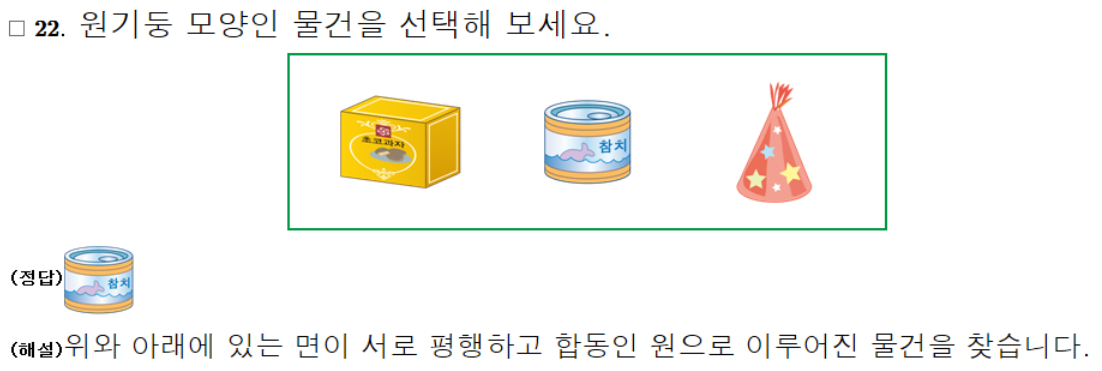 □ 22. 원기둥 모양인 물건을 선택해 보세요.
초코과자
참치
(정답)
참치
(해설)위와 아래에 있는 면이 서로 평행하고 합동인 원으로 이루어진 물건을 찾습니다.